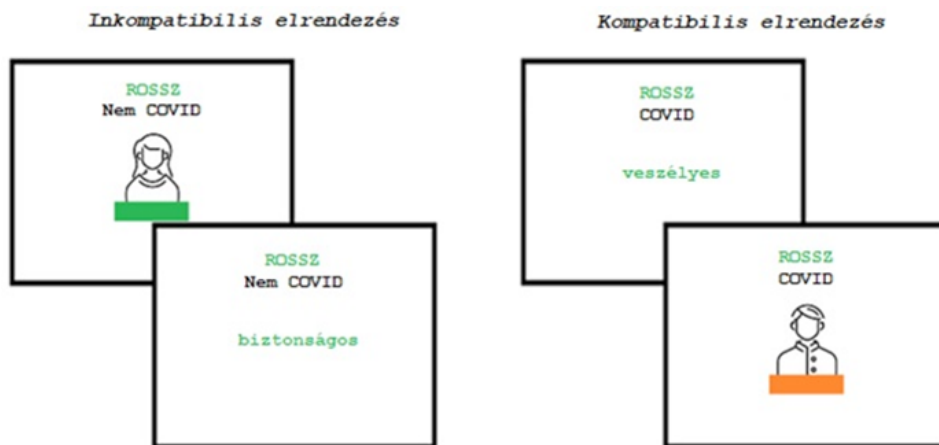 Inkompatibilis elrendezés
ROSSZ
Nem COVID
ROSSZ
Nem COVID
biztonságos
Kompatibilis elrendezés
ROSSZ
COVID
veszélyes
ROSSZ
COVID